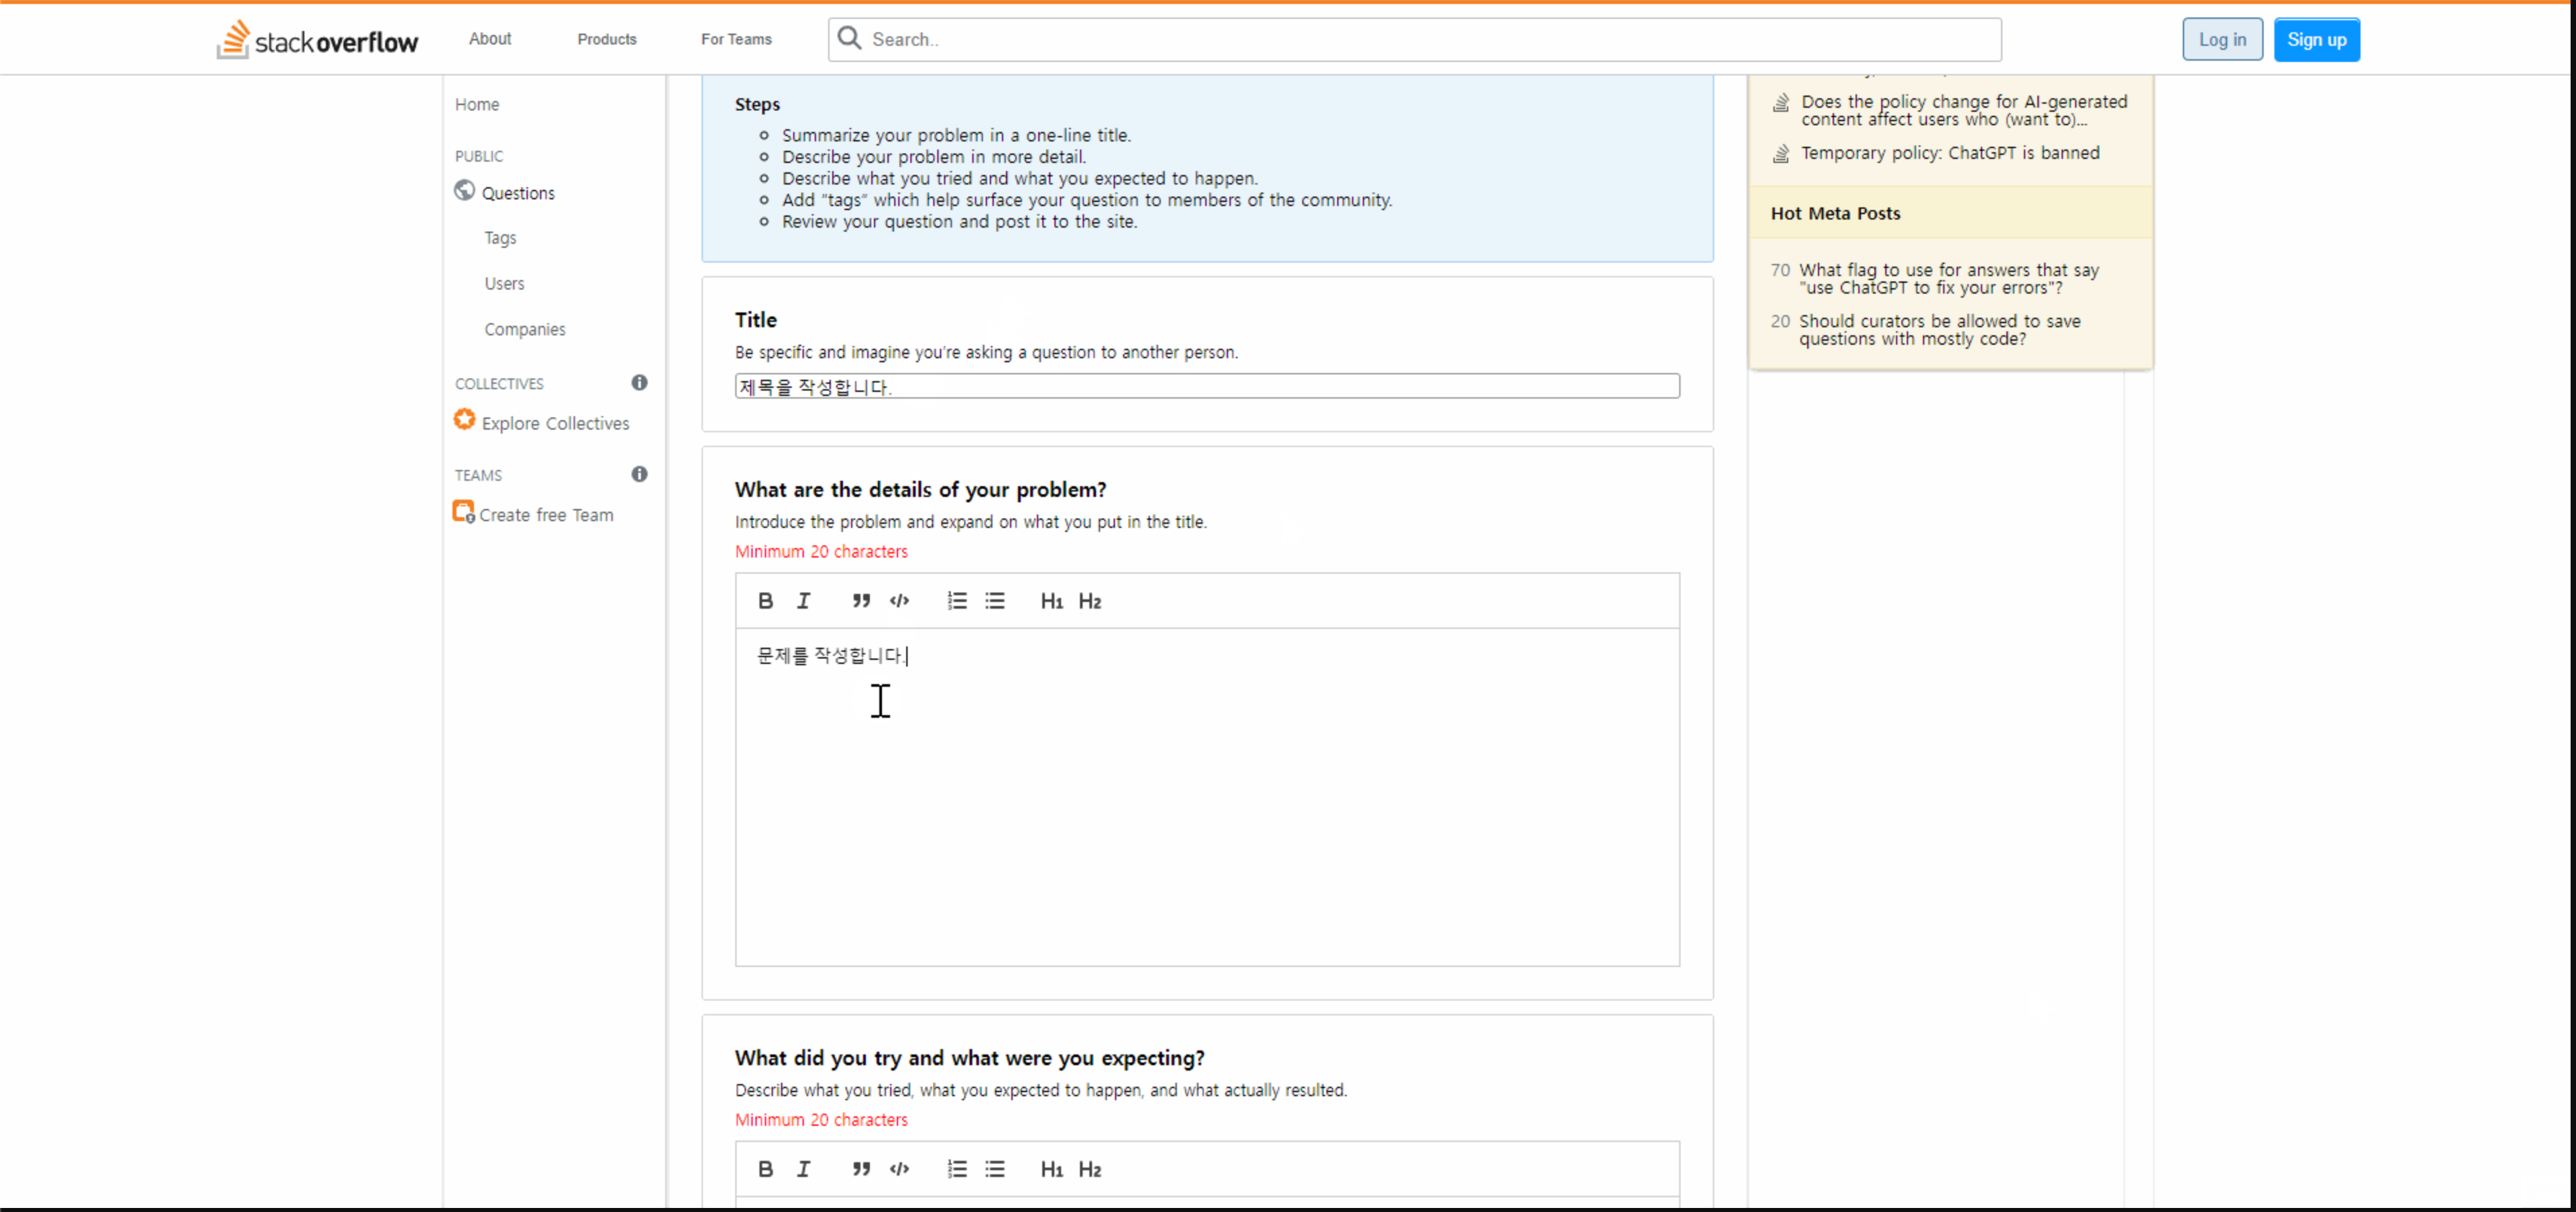 stackoverflow
About
Products
For Teams
Search..
Log in
Sign up
Home
PUBLIC
Questions
Tags
Users
Companies
COLLECTIVES
Explore Collectives
TEAMS
Create free Team
Steps
Summarize your problem in a one-line title.
Describe your problem in more detail.
Describe what you tried and what you expected to happen.
Add "tags" which help surface your question to members of the community.
Review your question and post it to the site.
Title
Be specific and imagine you're asking a question to another person.
제목을 작성합니다.
What are the details of your problem?
Introduce the problem and expand on what you put in the title.
Minimum 20 characters
B I H1 H2
문제를 작성합니다.
What did you try and what were you expecting?
Describe what you tried, what you expected to happen, and what actually resulted.
Minimum 20 characters
B I H1 H2
Does the policy change for AI-generated
content affect users who (want to)...
Temporary policy: ChatGPT is banned
Hot Meta Posts
70 What flag to use for answers that say
"use ChatGPT to fix your errors"?
20 Should curators be allowed to save
questions with mostly code?